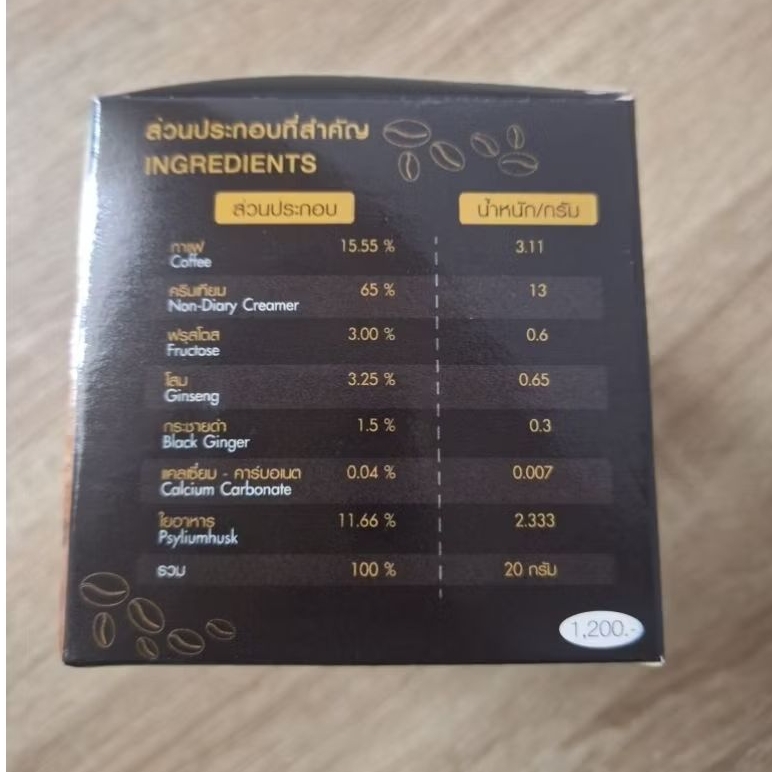 ส่วนประกอบที่สำคัญ
INGREDIENTS
ส่วนประกอบ น้ำหนัก/กรัม
กาแฟ 15.55 % 3.11
Coffee
ครีมเทียม 65 % 13
Non-Diary Creamer
ฟรุสโตส 3.00 % 0.6
Fructose
โสม 3.25 % 0.65
Ginseng
กระชายดำ 1.5 % 0.3
Black Ginger
แคลเซี่ยม - คาร์บอเนต 0.04 % 0.007
Calcium Carbonate
ใยอาหาร 11.66 % 2.333
Psyliumhusk
รวม 100 % 20 กรัม
1,200.-